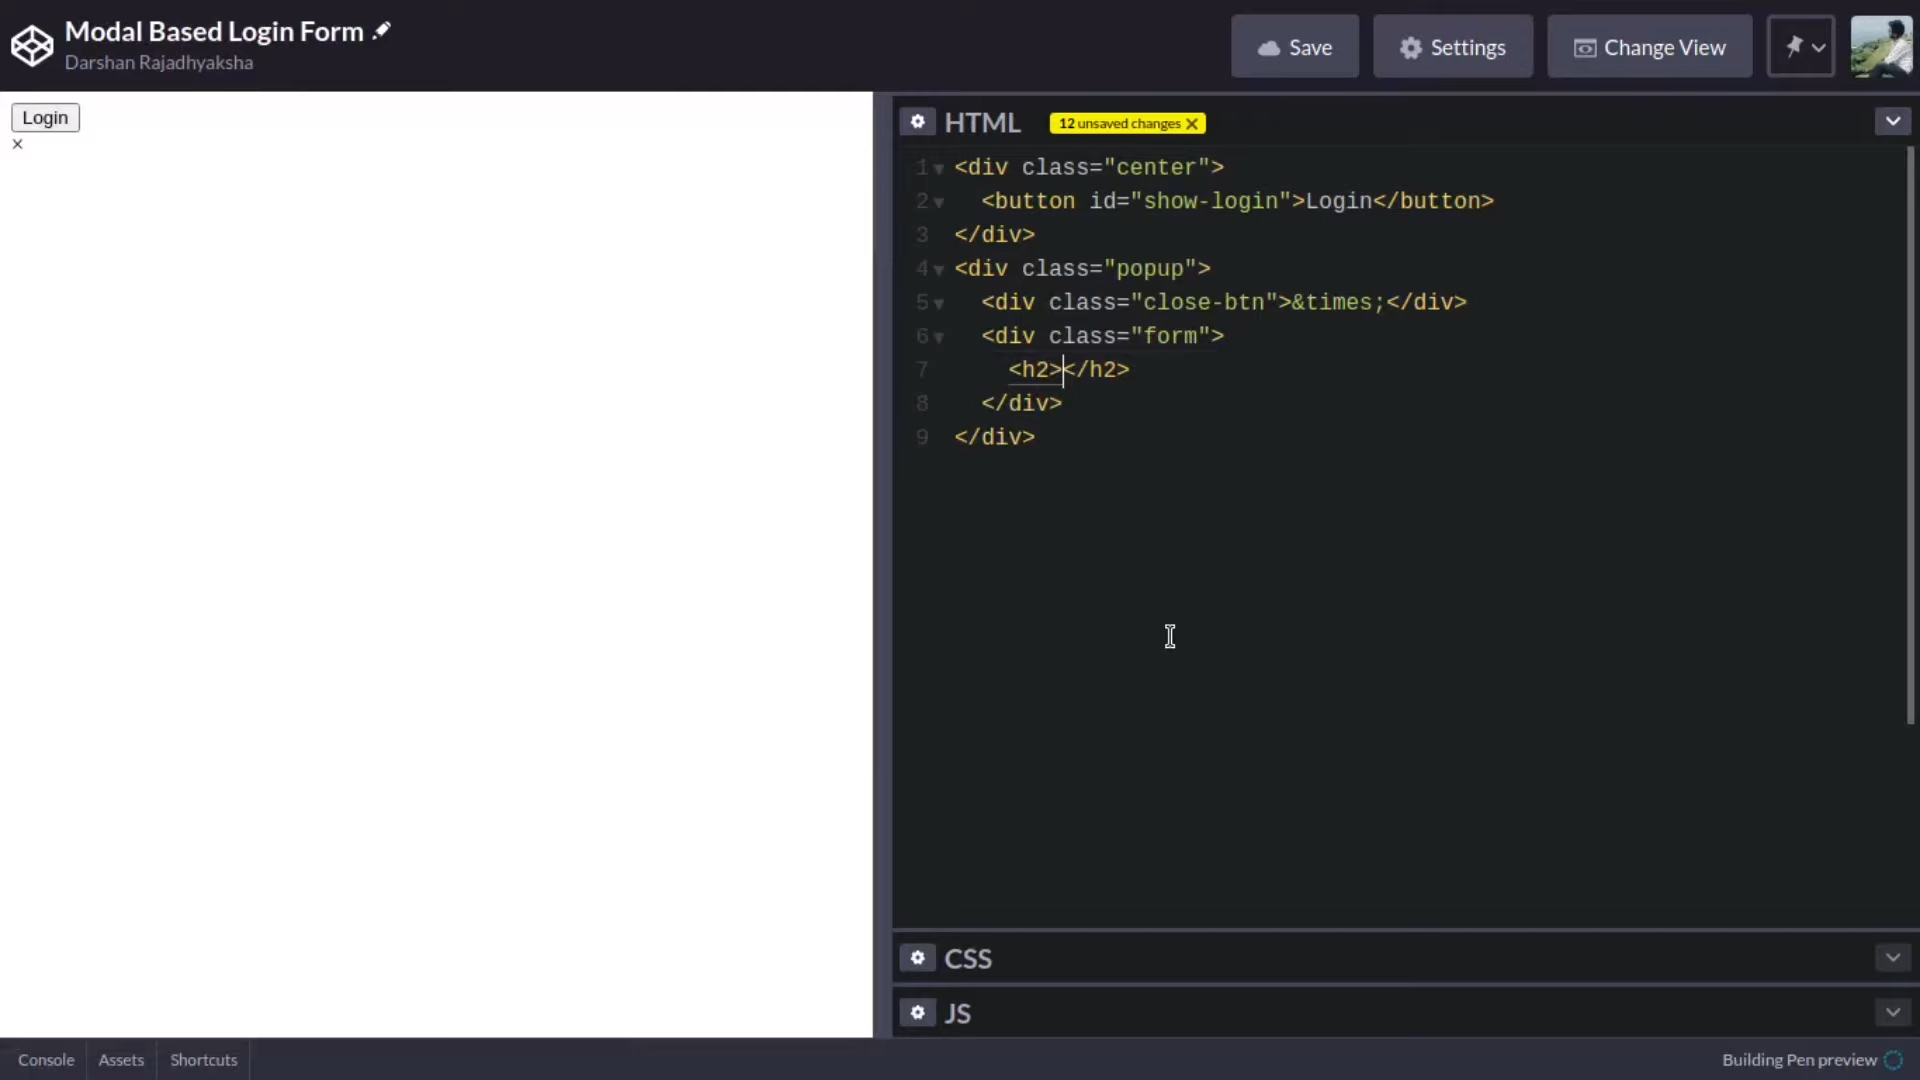 Modal Based Login Form
Darshan Rajadhyaksha
Save
Settings
Change View
Login
×
HTML
12 unsaved changes X
1 <div class="center">
2 <button id="show-login">Login</button>
3 </div>
4 <div class="popup">
5 <div class="close-btn">&times;</div>
6 <div class="form">
7 <h2></h2>
8 </div>
9 </div>
CSS
JS
Console
Assets
Shortcuts
Building Pen preview